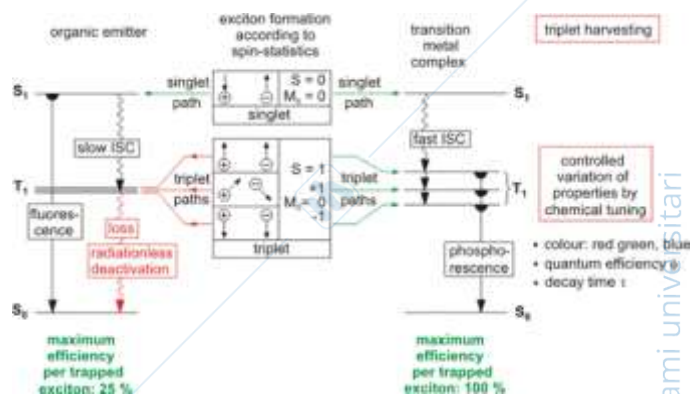 organic emitter
exciton formation
according to
spin-statistics
transition
metal
complex
triplet harvesting
S₁
singlet
path
S = 0
Mₛ = 0
singlet
singlet
path
S₁
slow ISC
fast ISC
T₁
triplet
paths
S = 1
+1
Mₛ = 0
-1
triplet
triplet
paths
T₁
controlled
variation of
properties by
chemical tuning
fluores-
cence
loss
radiationless
deactivation
phospho-
rescence
• colour: red green, blue
• quantum efficiency
• decay time τ
S₀
S₀
maximum
efficiency
per trapped
exciton: 25 %
maximum
efficiency
per trapped
exciton: 100 %
ami universitari